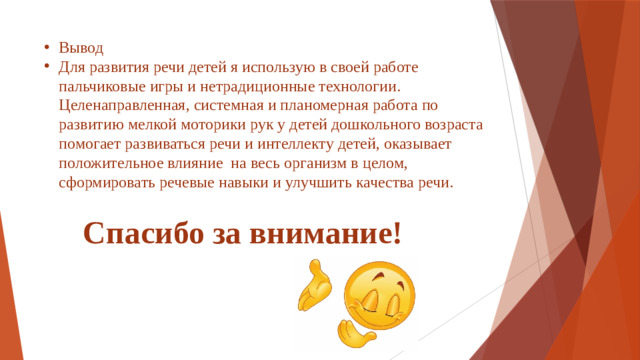 • Вывод
• Для развития речи детей я использую в своей работе
пальчиковые игры и нетрадиционные технологии.
Целенаправленная, системная и планомерная работа по
развитию мелкой моторики рук у детей дошкольного возраста
помогает развиваться речи и интеллекту детей, оказывает
положительное влияние на весь организм в целом,
сформировать речевые навыки и улучшить качества речи.
Спасибо за внимание!